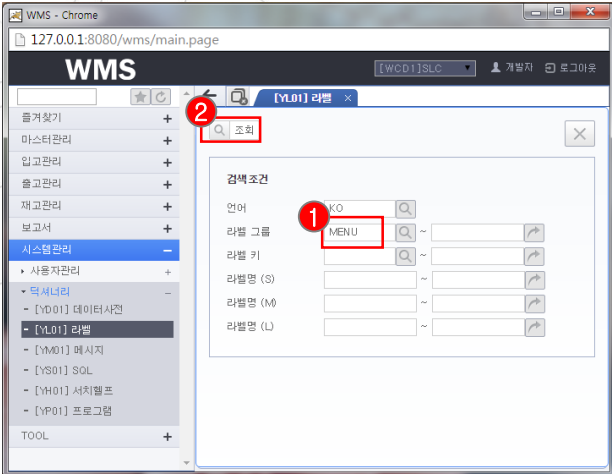 WMS - Chrome
127.0.0.1:8080/wms/main.page
WMS
[WCD1]SLC
개발자
로그아웃
[YL01] 라벨 ×
즐겨찾기 +
마스터관리 +
입고관리 +
출고관리 +
재고관리 +
보고서 +
시스템관리 −
사용자관리 +
딕셔너리 −
- [YD01] 데이터사전
- [YL01] 라벨
- [YM01] 메시지
- [YS01] SQL
- [YH01] 서치헬프
- [YP01] 프로그램
TOOL +
2
조회
검색조건
언어 KO
1
라벨 그룹 MENU ~
라벨 키 ~
라벨명 (S) ~
라벨명 (M) ~
라벨명 (L) ~